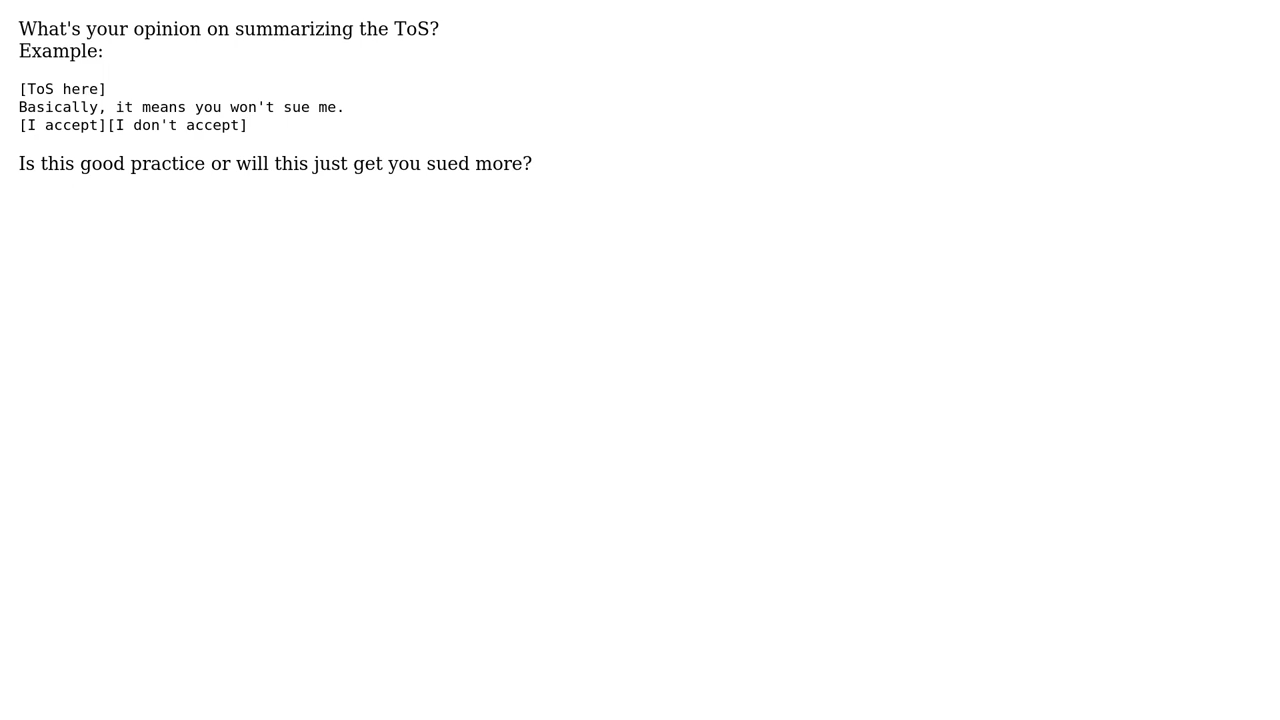 What's your opinion on summarizing the ToS?
Example:
[ToS here]
Basically, it means you won't sue me.
[I accept][I don't accept]
Is this good practice or will this just get you sued more?